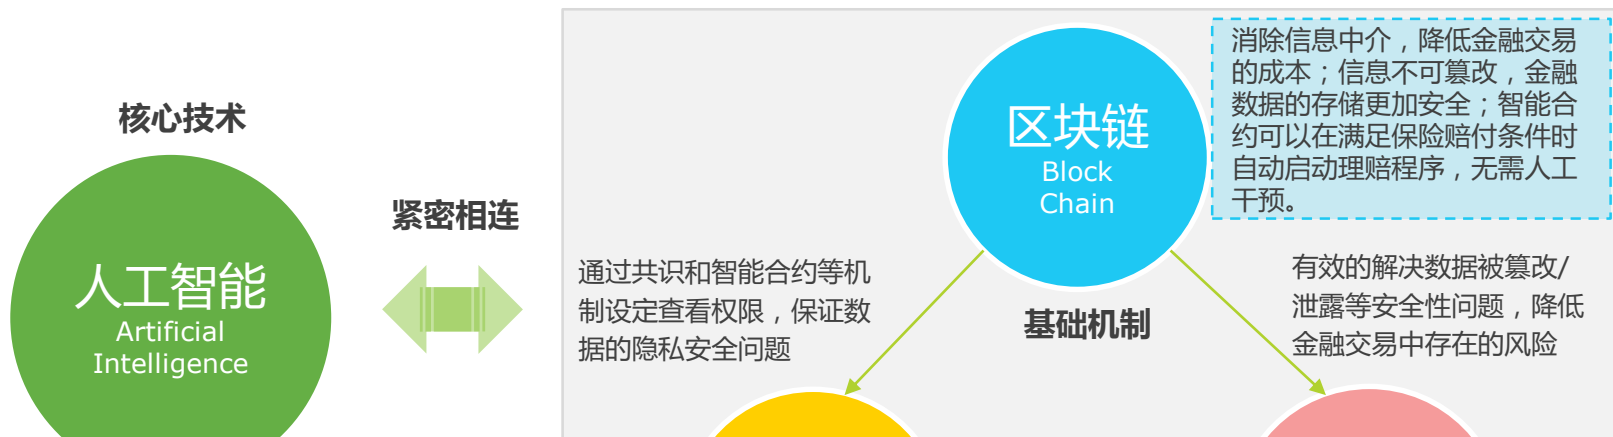 核心技术
人工智能
Artificial
Intelligence
紧密相连
区块链
Block
Chain
基础机制
消除信息中介，降低金融交易
的成本；信息不可篡改，金融
数据的存储更加安全；智能合
约可以在满足保险赔付条件时
自动启动理赔程序，无需人工
干预。
通过共识和智能合约等机
制设定查看权限，保证数
据的隐私安全问题
有效的解决数据被篡改/
泄露等安全性问题，降低
金融交易中存在的风险